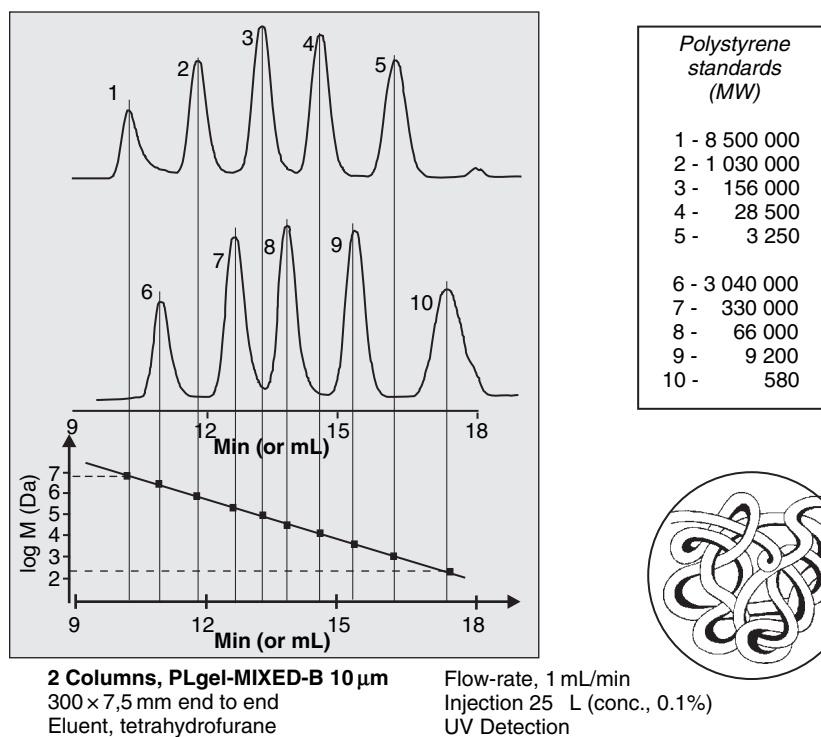 3
2
4
5
1
Polystyrene
standards
(MW)
1 - 8 500 000
2 - 1 030 000
3 - 156 000
4 - 28 500
5 - 3 250
6 - 3 040 000
7 - 330 000
8 - 66 000
9 - 9 200
10 - 580
7
8
9
6
10
9 12 15 18
Min (or mL)
log M (Da)
7
6
5
4
3
2
9 12 15 18
Min (or mL)
2 Columns, PLgel-MIXED-B 10 μm
300 × 7,5 mm end to end
Eluent, tetrahydrofurane
Flow-rate, 1 mL/min
Injection 25 L (conc., 0.1%)
UV Detection